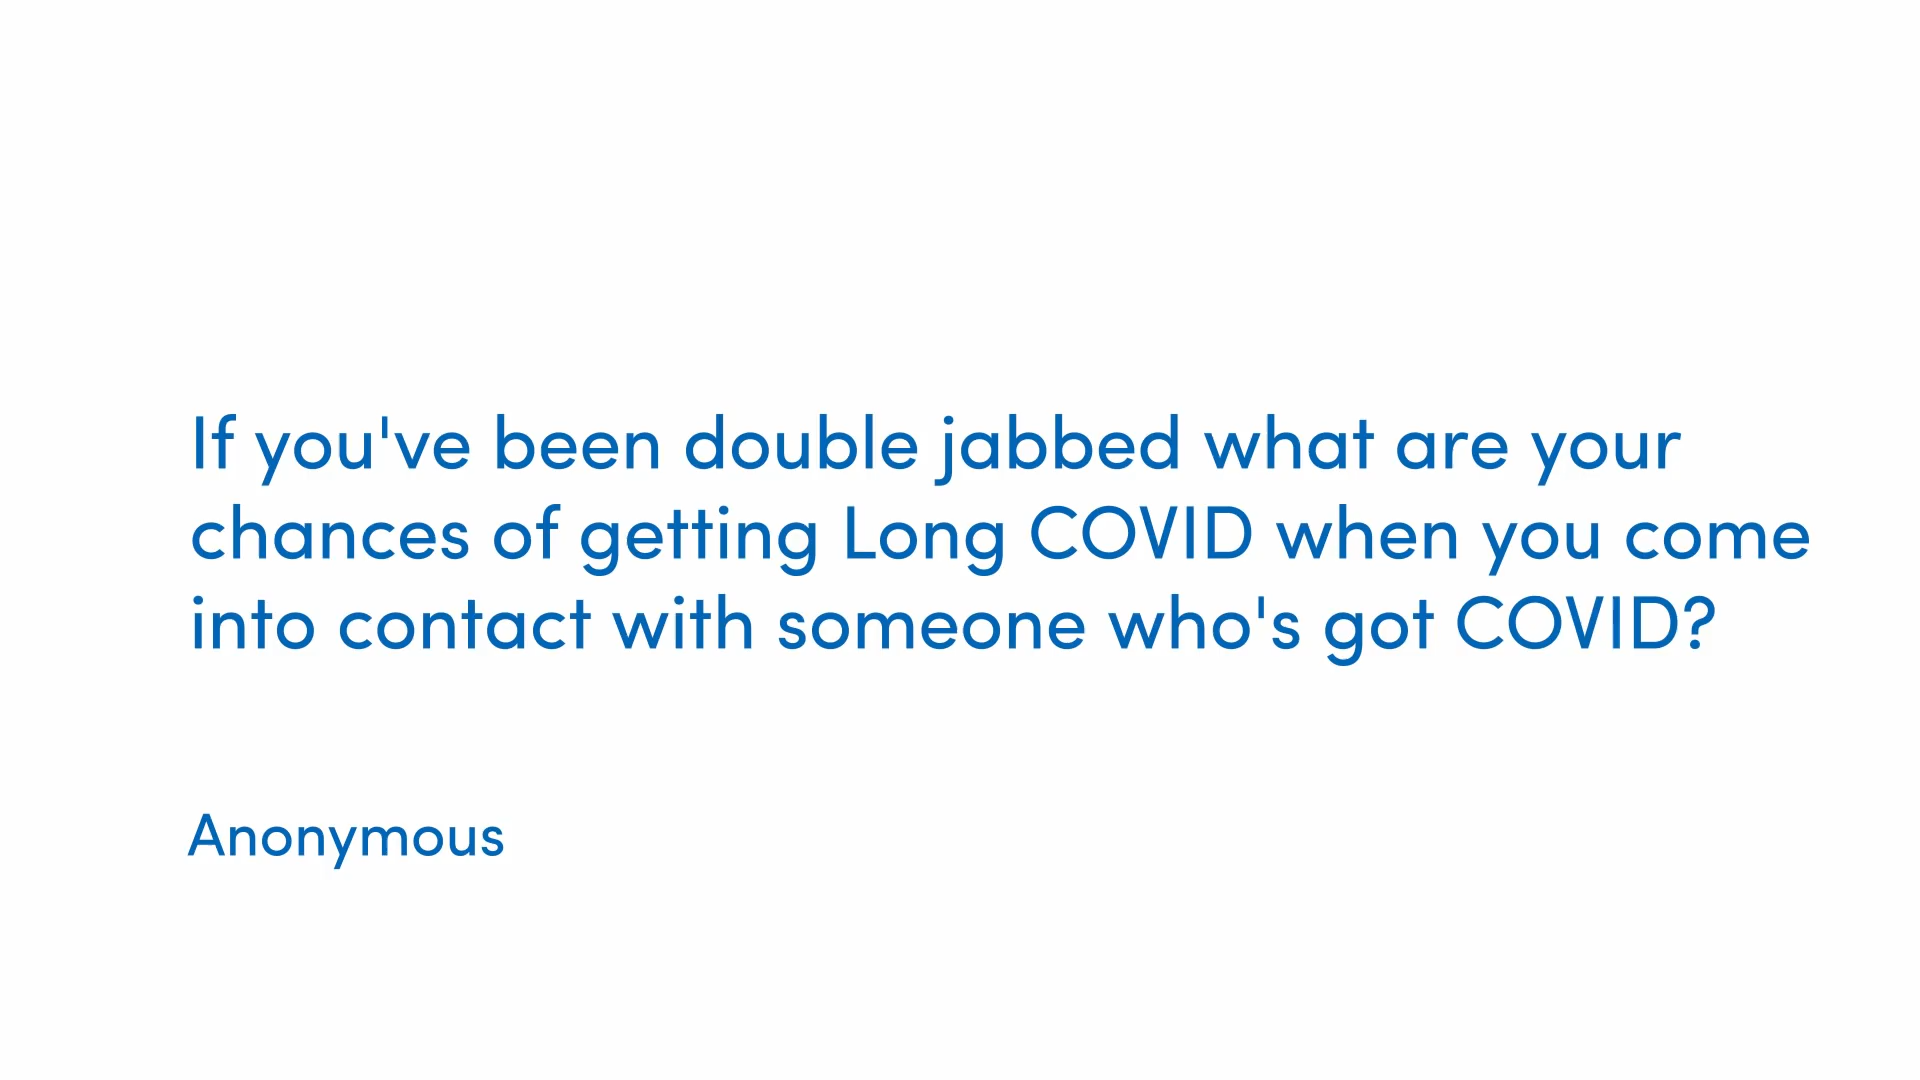 If you've been double jabbed what are your
chances of getting Long COVID when you come
into contact with someone who's got COVID?
Anonymous